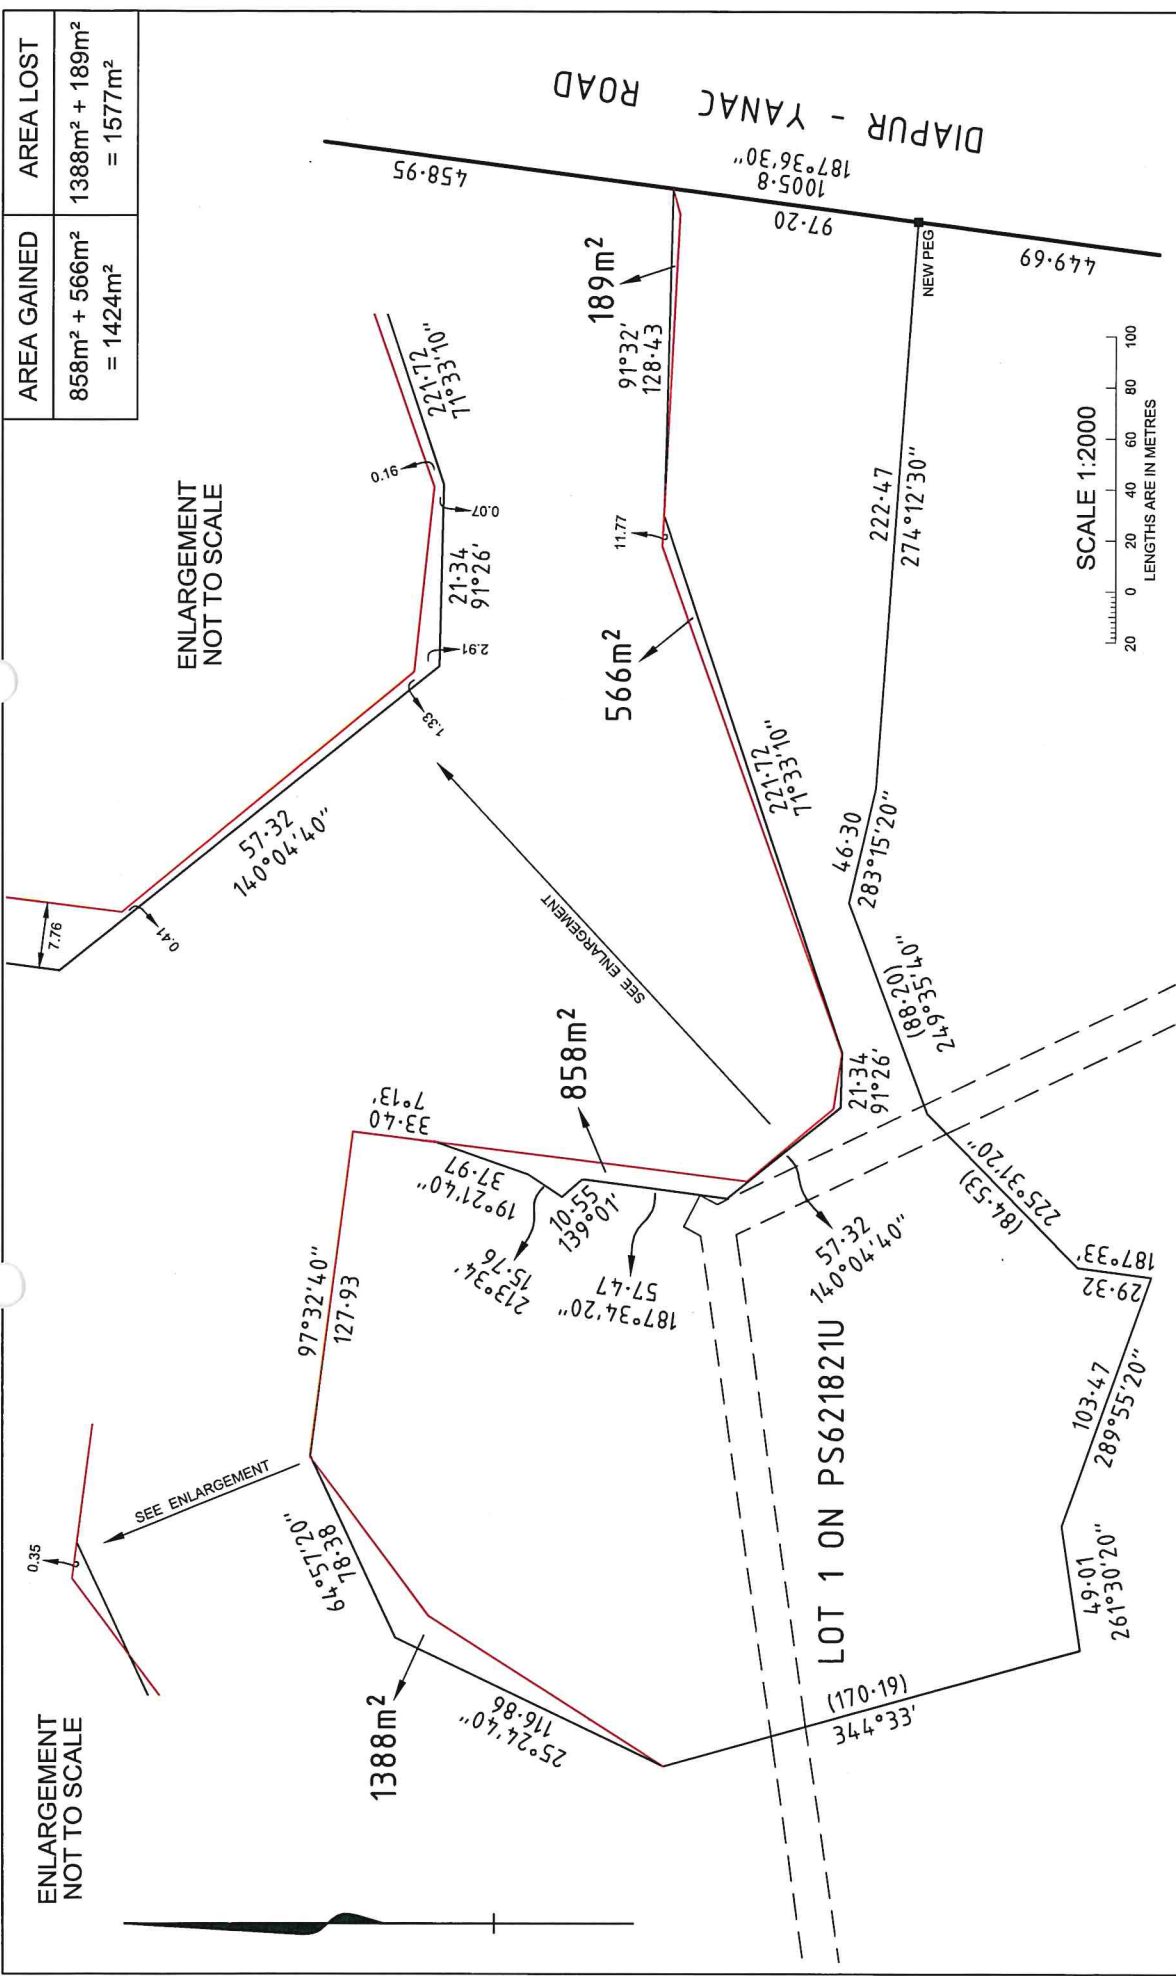 AREA GAINED
AREA LOST
858m² + 566m²
= 1424m²
1388m² + 189m²
= 1577m²
ENLARGEMENT
NOT TO SCALE
0.35
SEE ENLARGEMENT
ENLARGEMENT
NOT TO SCALE
7.76
0.41
57·32
140°04'40"
1.33
2.91
21·34
91°26'
0.07
0.16
221·72
71°33'10"
SEE ENLARGEMENT
DIAPUR - YANAC ROAD
458·95
1005·8
187°36'30"
97·20
449·69
NEW PEG
189m²
91°32'
128·43
11.77
566m²
221·72
71°33'10"
222·47
274°12'30"
46·30
283°15'20"
(88·20)
249°35'40"
(84·53)
225°31'20"
187°33'
29·32
103·47
289°55'20"
49·01
261°30'20"
(170·19)
344°33'
25°24'40"
116·86
1388m²
64°57'20"
78·38
97°32'40"
127·93
7°13'
33·40
858m²
19°21'40"
37·97
213°34'
15·76
10·55
139°01'
187°34'20"
57·47
57·32
140°04'40"
21·34
91°26'
LOT 1 ON PS621821U
SCALE 1:2000
20 0 20 40 60 80 100
LENGTHS ARE IN METRES